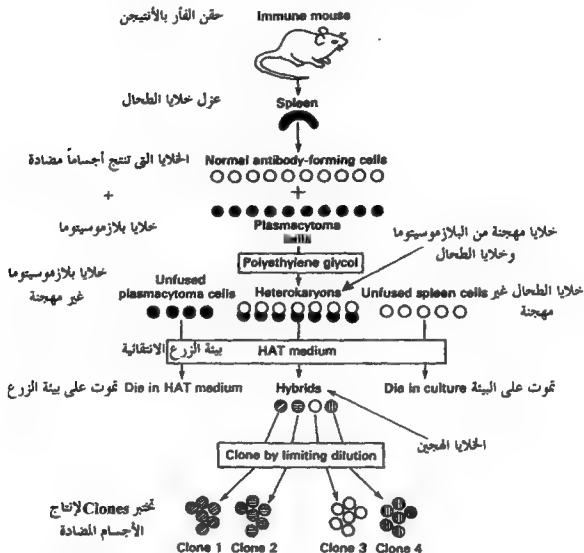 حقن الفأر بالأنتيجن
Immune mouse
عزل خلايا الطحال
Spleen
الخلايا التى تنتج أجساماً مضادة
Normal antibody-forming cells
+
+
خلايا بلازموسيتوما
Plasmacytoma
خلايا مهجنة من البلازموسيتوما
وخلايا الطحال
Polyethylene glycol
خلايا بلازموسيتوما
غير مهجنة
Unfused
plasmacytoma cells
Heterokaryons
Unfused spleen cells
خلايا الطحال غير
مهجنة
بيئة الزرع الانتقائية
HAT medium
تموت على بيئة الزرع
Die in HAT medium
Hybrids
Die in culture
تموت على البيئة
الخلايا الهجين
Clone by limiting dilution
تختبر Clones لإنتاج
الأجسام المضادة
Clone 1 Clone 2 Clone 3 Clone 4